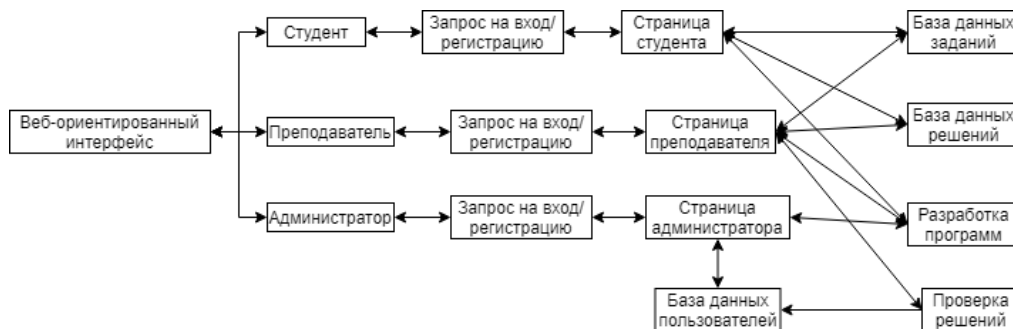 Студент
Запрос на вход/
регистрацию
Страница
студента
База данных
заданий
Веб-ориентированный
интерфейс
Преподаватель
Запрос на вход/
регистрацию
Страница
преподавателя
База данных
решений
Администратор
Запрос на вход/
регистрацию
Страница
администратора
Разработка
программ
База данных
пользователей
Проверка
решений